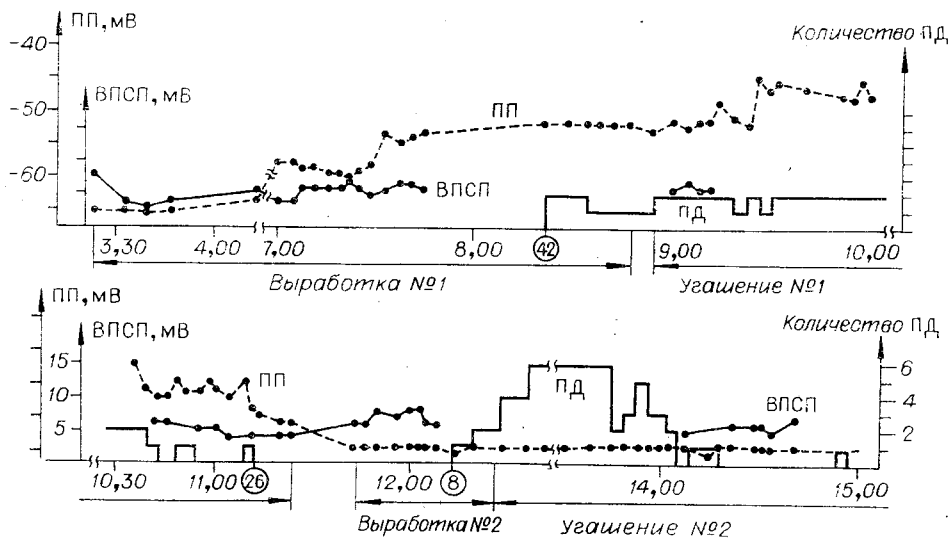 ПП, мВ
Количество ПД
-40
ВПСП, мВ
-50
ПП
-60
ВПСП
ПД
3,30 4,00 7,00 8,00 42 9,00 10,00
Выработка №1 Угашение №1
ПП, мВ
ВПСП, мВ
Количество ПД
15
ПП
ПД
6
10
ВПСП
4
5
2
10,30 11,00 26 12,00 8 14,00 15,00
Выработка №2 Угашение №2